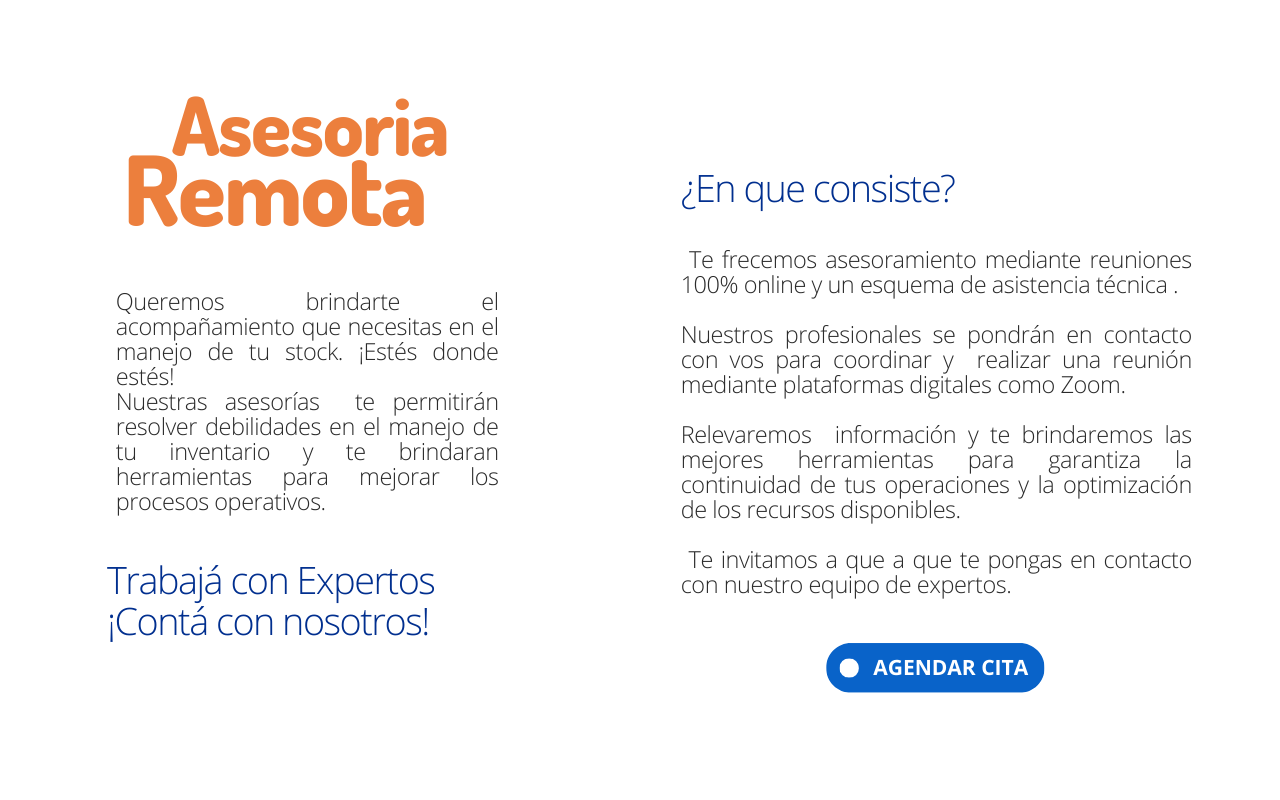 Asesoria
Remota
Queremos brindarte el
acompañamiento que necesitas en el
manejo de tu stock. ¡Estés donde
estés!
Nuestras asesorías te permitirán
resolver debilidades en el manejo de
tu inventario y te brindaran
herramientas para mejorar los
procesos operativos.
Trabajá con Expertos
¡Contá con nosotros!
¿En que consiste?
Te frecemos asesoramiento mediante reuniones
100% online y un esquema de asistencia técnica .
Nuestros profesionales se pondrán en contacto
con vos para coordinar y realizar una reunión
mediante plataformas digitales como Zoom.
Relevaremos información y te brindaremos las
mejores herramientas para garantiza la
continuidad de tus operaciones y la optimización
de los recursos disponibles.
Te invitamos a que a que te pongas en contacto
con nuestro equipo de expertos.
AGENDAR CITA